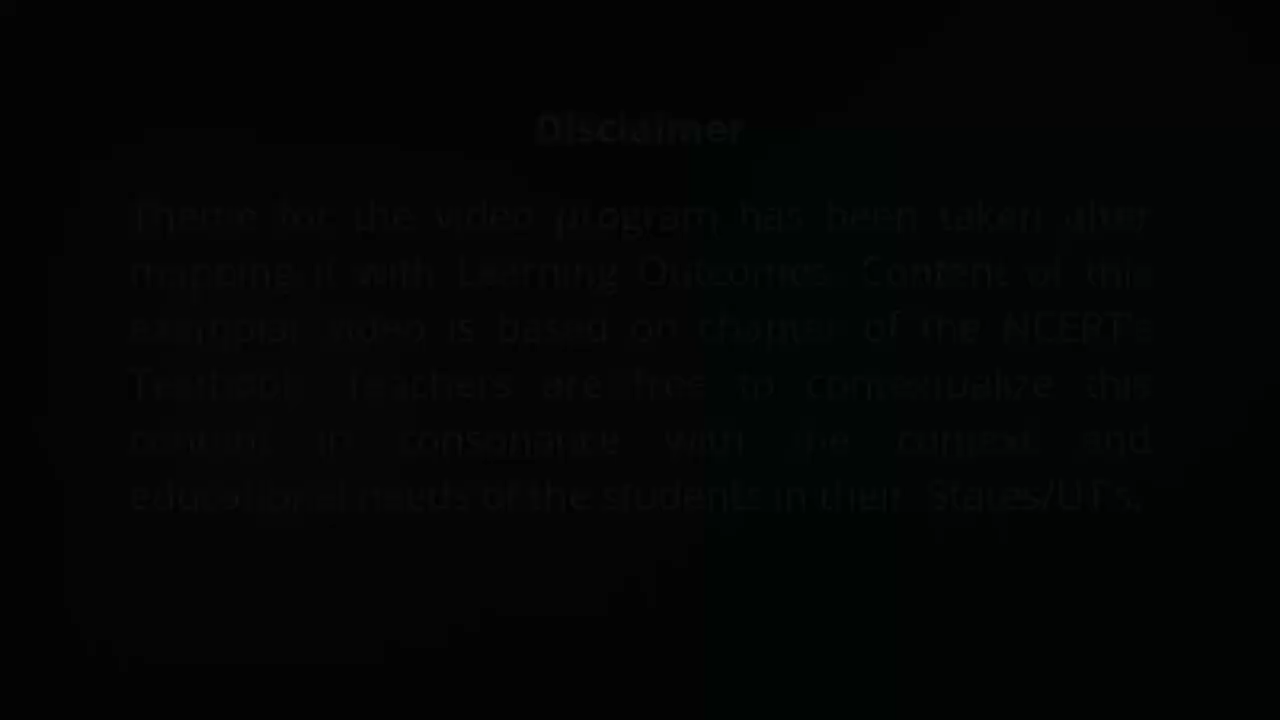 Disclaimer
Theme for the video program has been taken after
mapping it with Learning Outcomes. Content of this
exemplar video is based on chapter of the NCERT's
Textbook. Teachers are free to contextualize this
content in consonance with the context and
educational needs of the students in their States/UTs.